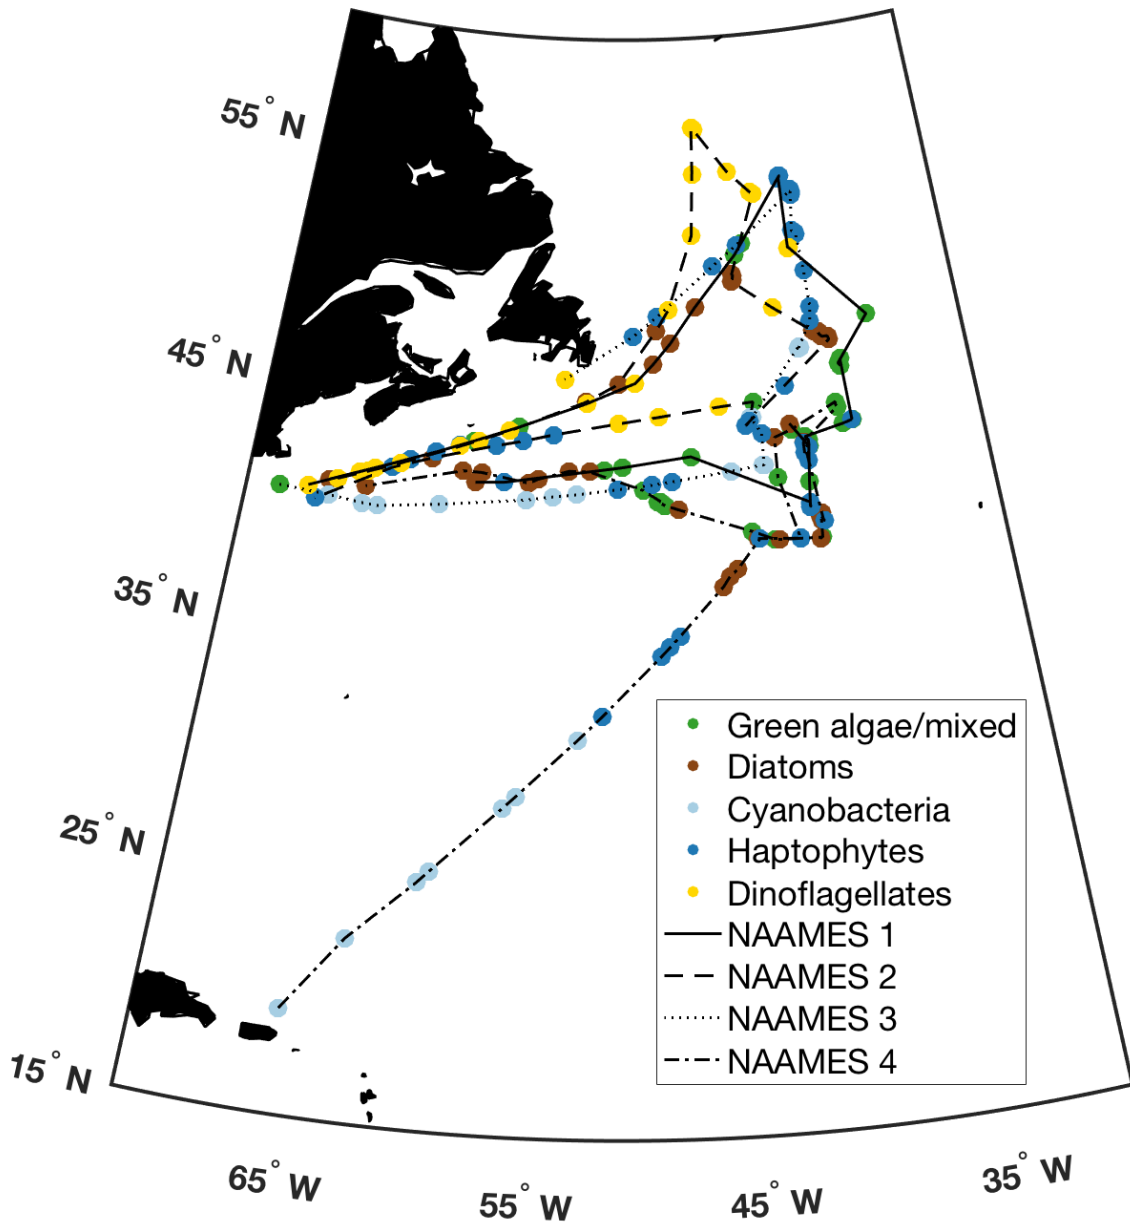 55° N
45° N
35° N
25° N
15° N
Green algae/mixed
Diatoms
Cyanobacteria
Haptophytes
Dinoflagellates
NAAMES 1
NAAMES 2
NAAMES 3
NAAMES 4
65° W
55° W
45° W
35° W